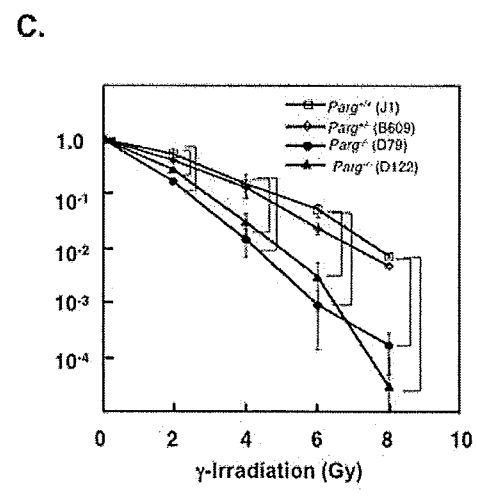 C.
Parg+/+ (J1)
Parg+/- (B609)
Parg-/- (D79)
Parg-/- (D122)
1.0
10-1
10-2
10-3
10-4
0 2 4 6 8 10
γ-Irradiation (Gy)